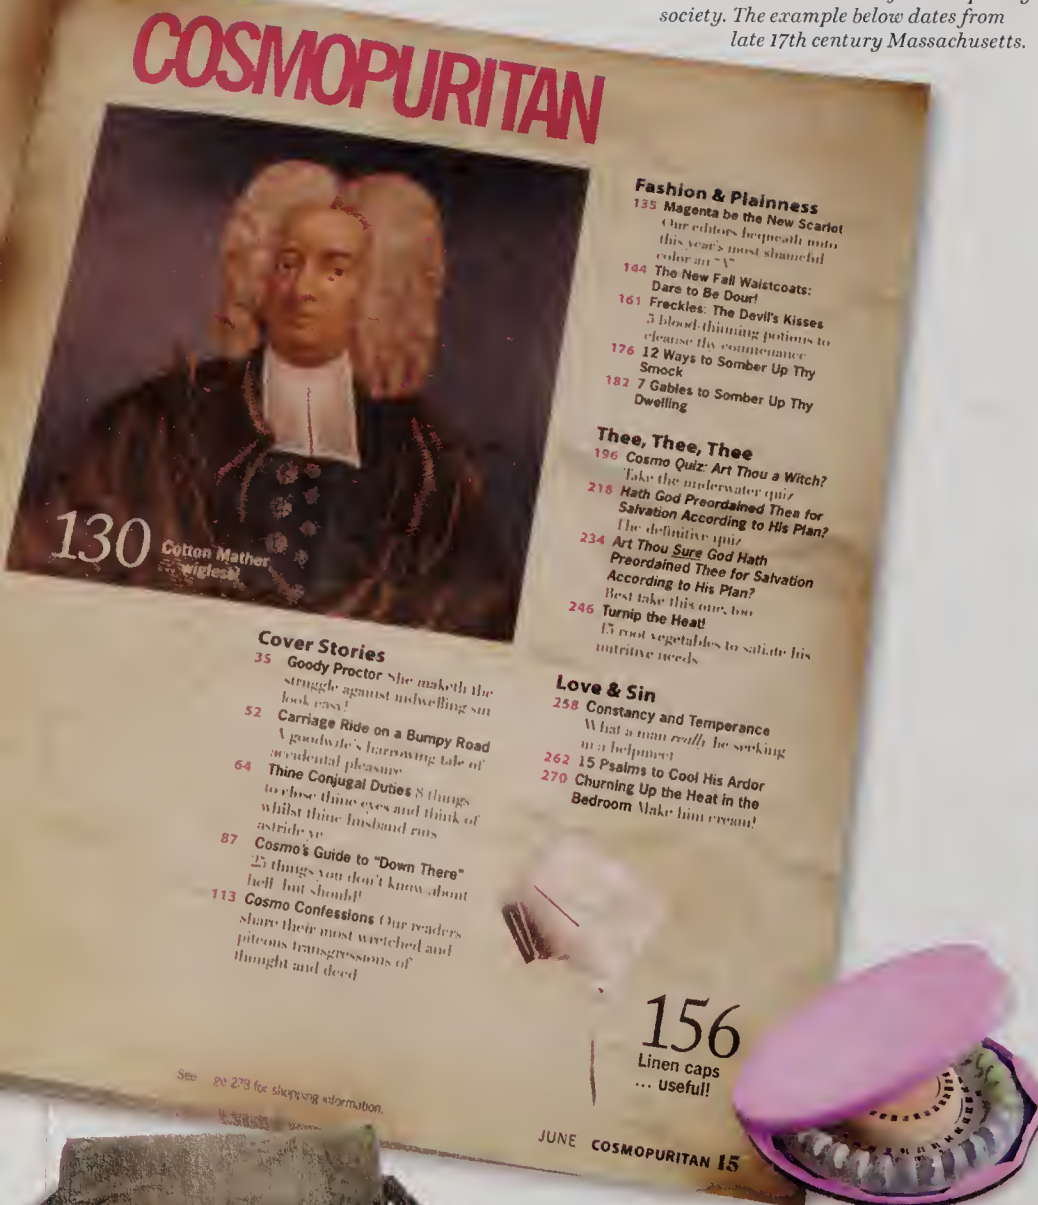 society. The example below dates from
late 17th century Massachusetts.
COSMOPURITAN
130 Cotton Mather
... wigless!
Cover Stories
35 Goody Proctor She maketh the
struggle against indwelling sin
look easy!
52 Carriage Ride on a Bumpy Road
A goodwife's harrowing tale of
accidental pleasure
64 Thine Conjugal Duties 8 things
to close thine eyes and think of
whilst thine husband ruts
astride ye
87 Cosmo's Guide to "Down There"
25 things you don't know about
hell but should!
113 Cosmo Confessions Our readers
share their most wretched and
piteous transgressions of
thought and deed
See ge 279 for shopping information.
Fashion & Plainness
135 Magenta be the New Scarlet
Our editors bequeath unto
this year's most shameful
color an "A"
144 The New Fall Waistcoats:
Dare to Be Dour!
161 Freckles: The Devil's Kisses
5 blood-thinning potions to
cleanse thy countenance
176 12 Ways to Somber Up Thy
Smock
182 7 Gables to Somber Up Thy
Dwelling
Thee, Thee, Thee
196 Cosmo Quiz: Art Thou a Witch?
Take the underwater quiz
218 Hath God Preordained Thee for
Salvation According to His Plan?
The definitive quiz
234 Art Thou Sure God Hath
Preordained Thee for Salvation
According to His Plan?
Best take this one, too
246 Turnip the Heat!
15 root vegetables to satiate his
nutritive needs
Love & Sin
258 Constancy and Temperance
What a man really be seeking
in a helpmeet
262 15 Psalms to Cool His Ardor
270 Churning Up the Heat in the
Bedroom Make him cream!
156
Linen caps
... useful!
JUNE COSMOPURITAN 15